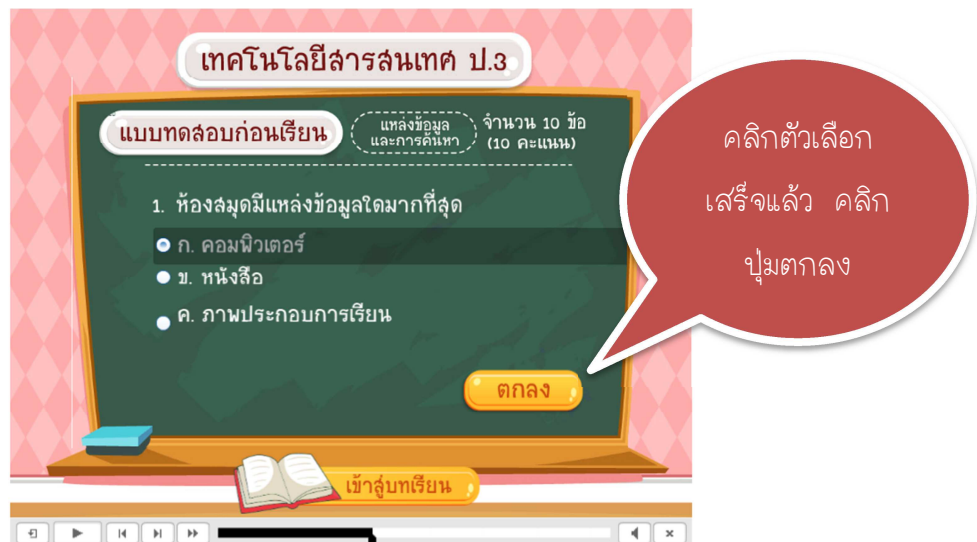 เทคโนโลยีสารสนเทศ ป.3
แบบทดสอบก่อนเรียน
แหล่งข้อมูล
และการค้นหา
จำนวน 10 ข้อ
(10 คะแนน)
1. ห้องสมุดมีแหล่งข้อมูลใดมากที่สุด
ก. คอมพิวเตอร์
ข. หนังสือ
ค. ภาพประกอบการเรียน
ตกลง
เข้าสู่บทเรียน
คลิกตัวเลือก
เสร็จแล้ว คลิก
ปุ่มตกลง